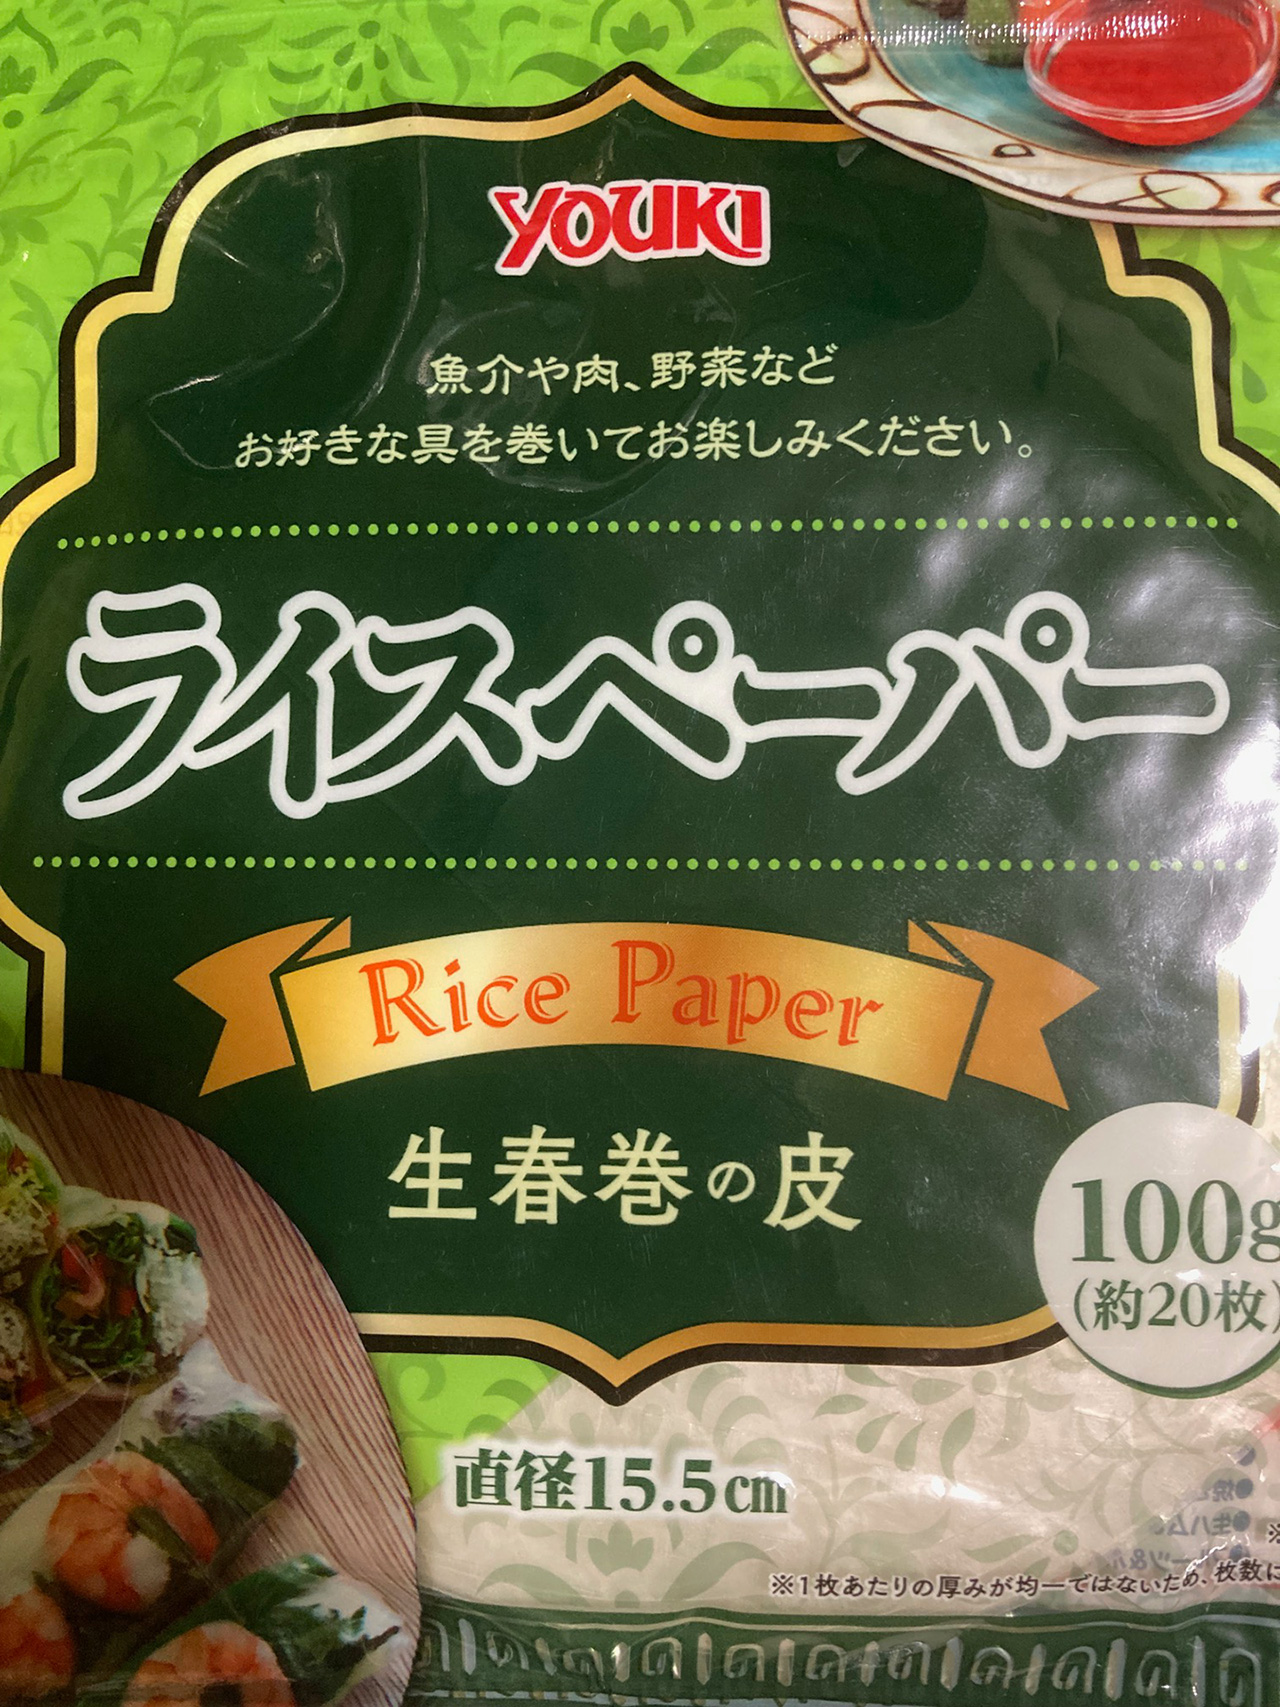 YOUKI
魚介や肉、野菜など
お好きな具を巻いてお楽しみください。
ライスペーパー
Rice Paper
生春巻の皮
100g
(約20枚)
直径15.5cm
※1枚あたりの厚みが均一ではないため、枚数に